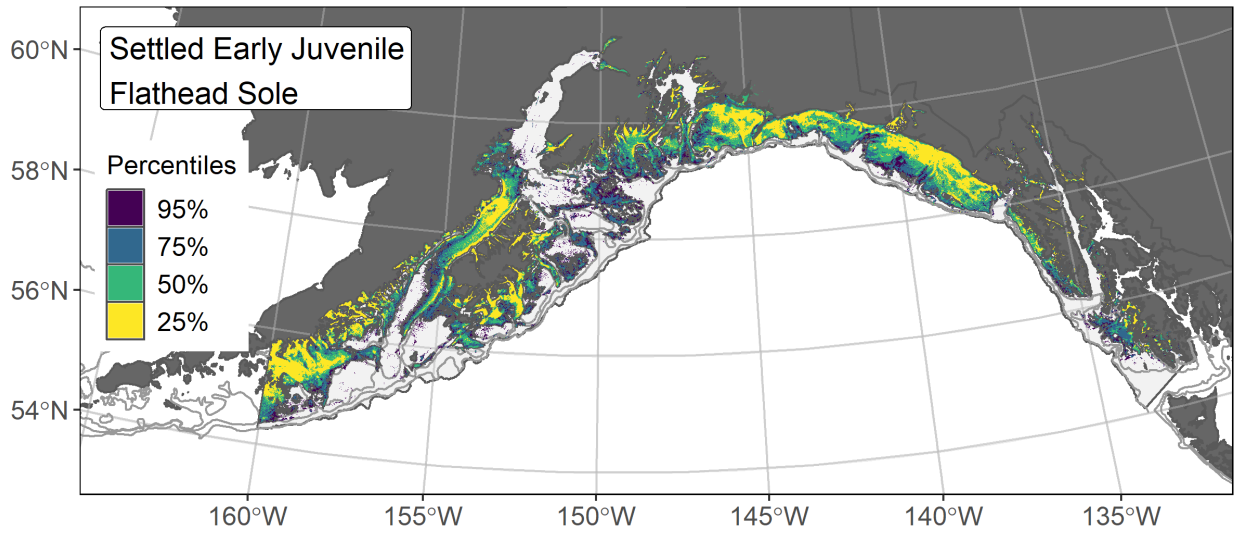 Settled Early Juvenile
Flathead Sole
Percentiles
95%
75%
50%
25%
60°N
58°N
56°N
54°N
160°W
155°W
150°W
145°W
140°W
135°W